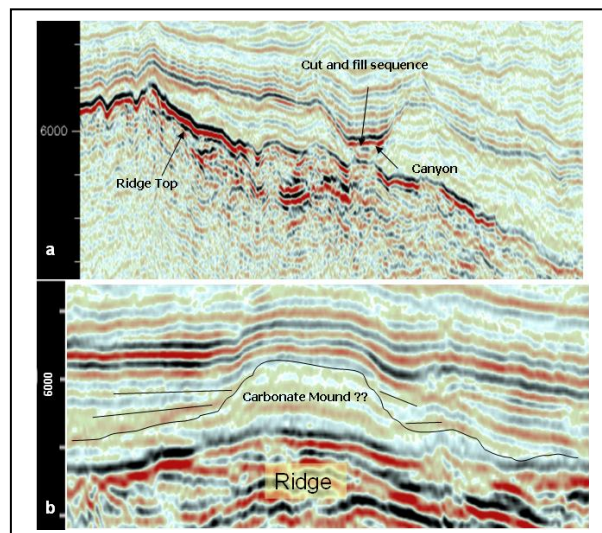 Cut and fill sequence
6000
Canyon
Ridge Top
a
6000
Carbonate Mound ??
Ridge
b